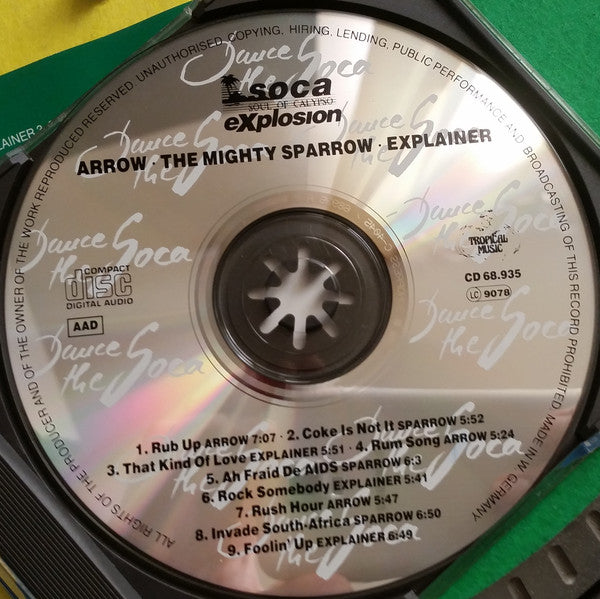 ALL RIGHTS OF THE PRODUCER AND OF THE OWNER OF THE WORK REPRODUCED RESERVED. UNAUTHORISED COPYING, HIRING, LENDING, PUBLIC PERFORMANCE AND BROADCASTING OF THIS RECORD PROHIBITED. MADE IN W. GERMANY
Dance
the Soca
soca
SOUL OF CALYPSO
eXplosion
ARROW · THE MIGHTY SPARROW · EXPLAINER
Dance
the Soca
Dance
the Soca
Dance
the Soca
COMPACT
disc
DIGITAL AUDIO
AAD
TROPICAL
MUSIC
CD 68.935
LC 9078
Dance
the Soca
Dance
the Soca
1. Rub Up ARROW 7:07 · 2. Coke Is Not It SPARROW 5:52
3. That Kind Of Love EXPLAINER 5:51 · 4. Rum Song ARROW 5:24
5. Ah Fraid De AIDS SPARROW 6:3
6. Rock Somebody EXPLAINER 5:41
7. Rush Hour ARROW 5:47
8. Invade South-Africa SPARROW 6:50
9. Foolin' Up EXPLAINER 6:49